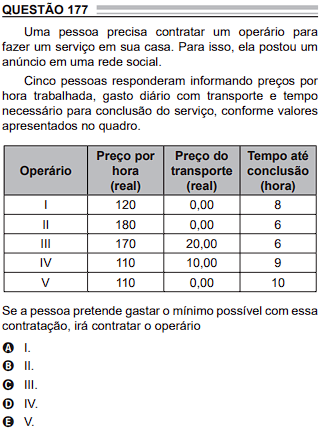 QUESTÃO 177
Uma pessoa precisa contratar um operário para
fazer um serviço em sua casa. Para isso, ela postou um
anúncio em uma rede social.
Cinco pessoas responderam informando preços por
hora trabalhada, gasto diário com transporte e tempo
necessário para conclusão do serviço, conforme valores
apresentados no quadro.
Operário Preço por hora (real) Preço do transporte (real) Tempo até conclusão (hora)
I 120 0,00 8
II 180 0,00 6
III 170 20,00 6
IV 110 10,00 9
V 110 0,00 10
Se a pessoa pretende gastar o mínimo possível com essa
contratação, irá contratar o operário
A I.
B II.
C III.
D IV.
E V.